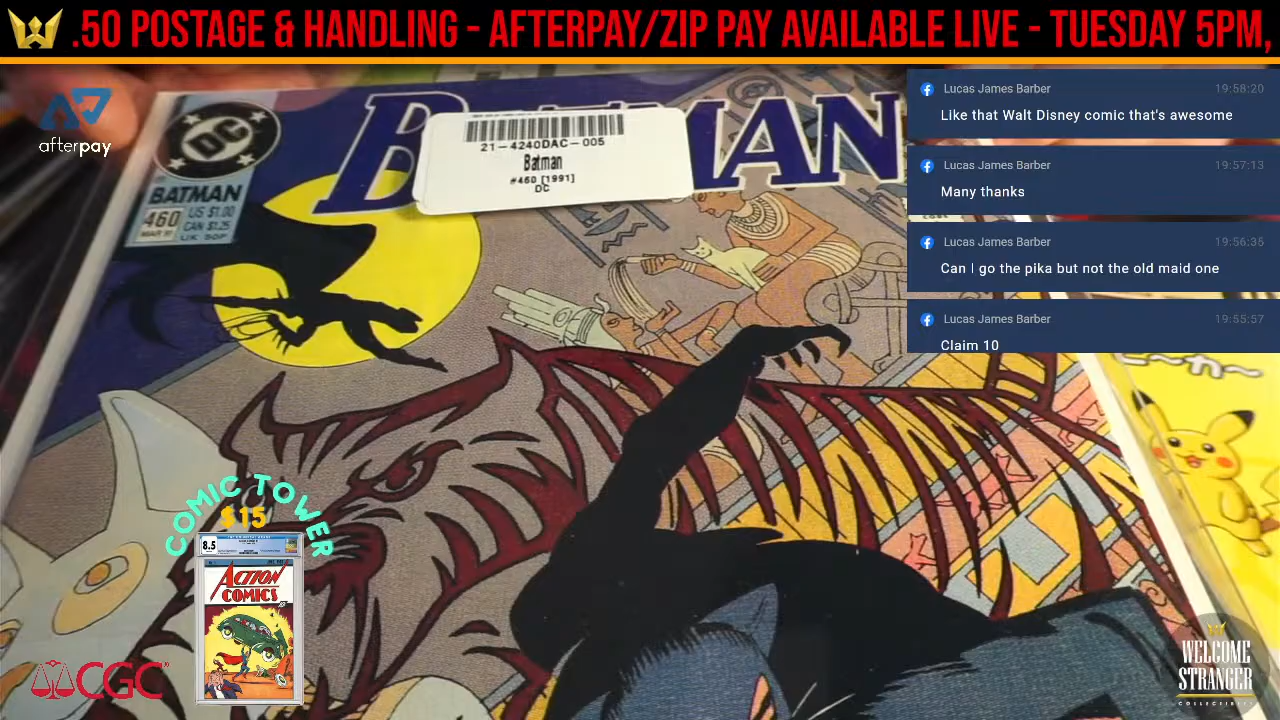 .50 POSTAGE & HANDLING - AFTERPAY/ZIP PAY AVAILABLE LIVE - TUESDAY 5PM,
afterpay
DC
BATMAN
460
US $1.00
CAN $1.25
MAR 91
UK 50P
BATMAN
21-4240DAC-005
Batman
#460 [1991]
DC
Lucas James Barber
19:58:20
Like that Walt Disney comic that's awesome
Lucas James Barber
19:57:13
Many thanks
Lucas James Barber
19:56:35
Can I go the pika but not the old maid one
Lucas James Barber
19:55:57
Claim 10
COMIC TOWER
$15
8.5
ACTION
COMICS
CGC
WELCOME
STRANGER
COLLECTIBLES